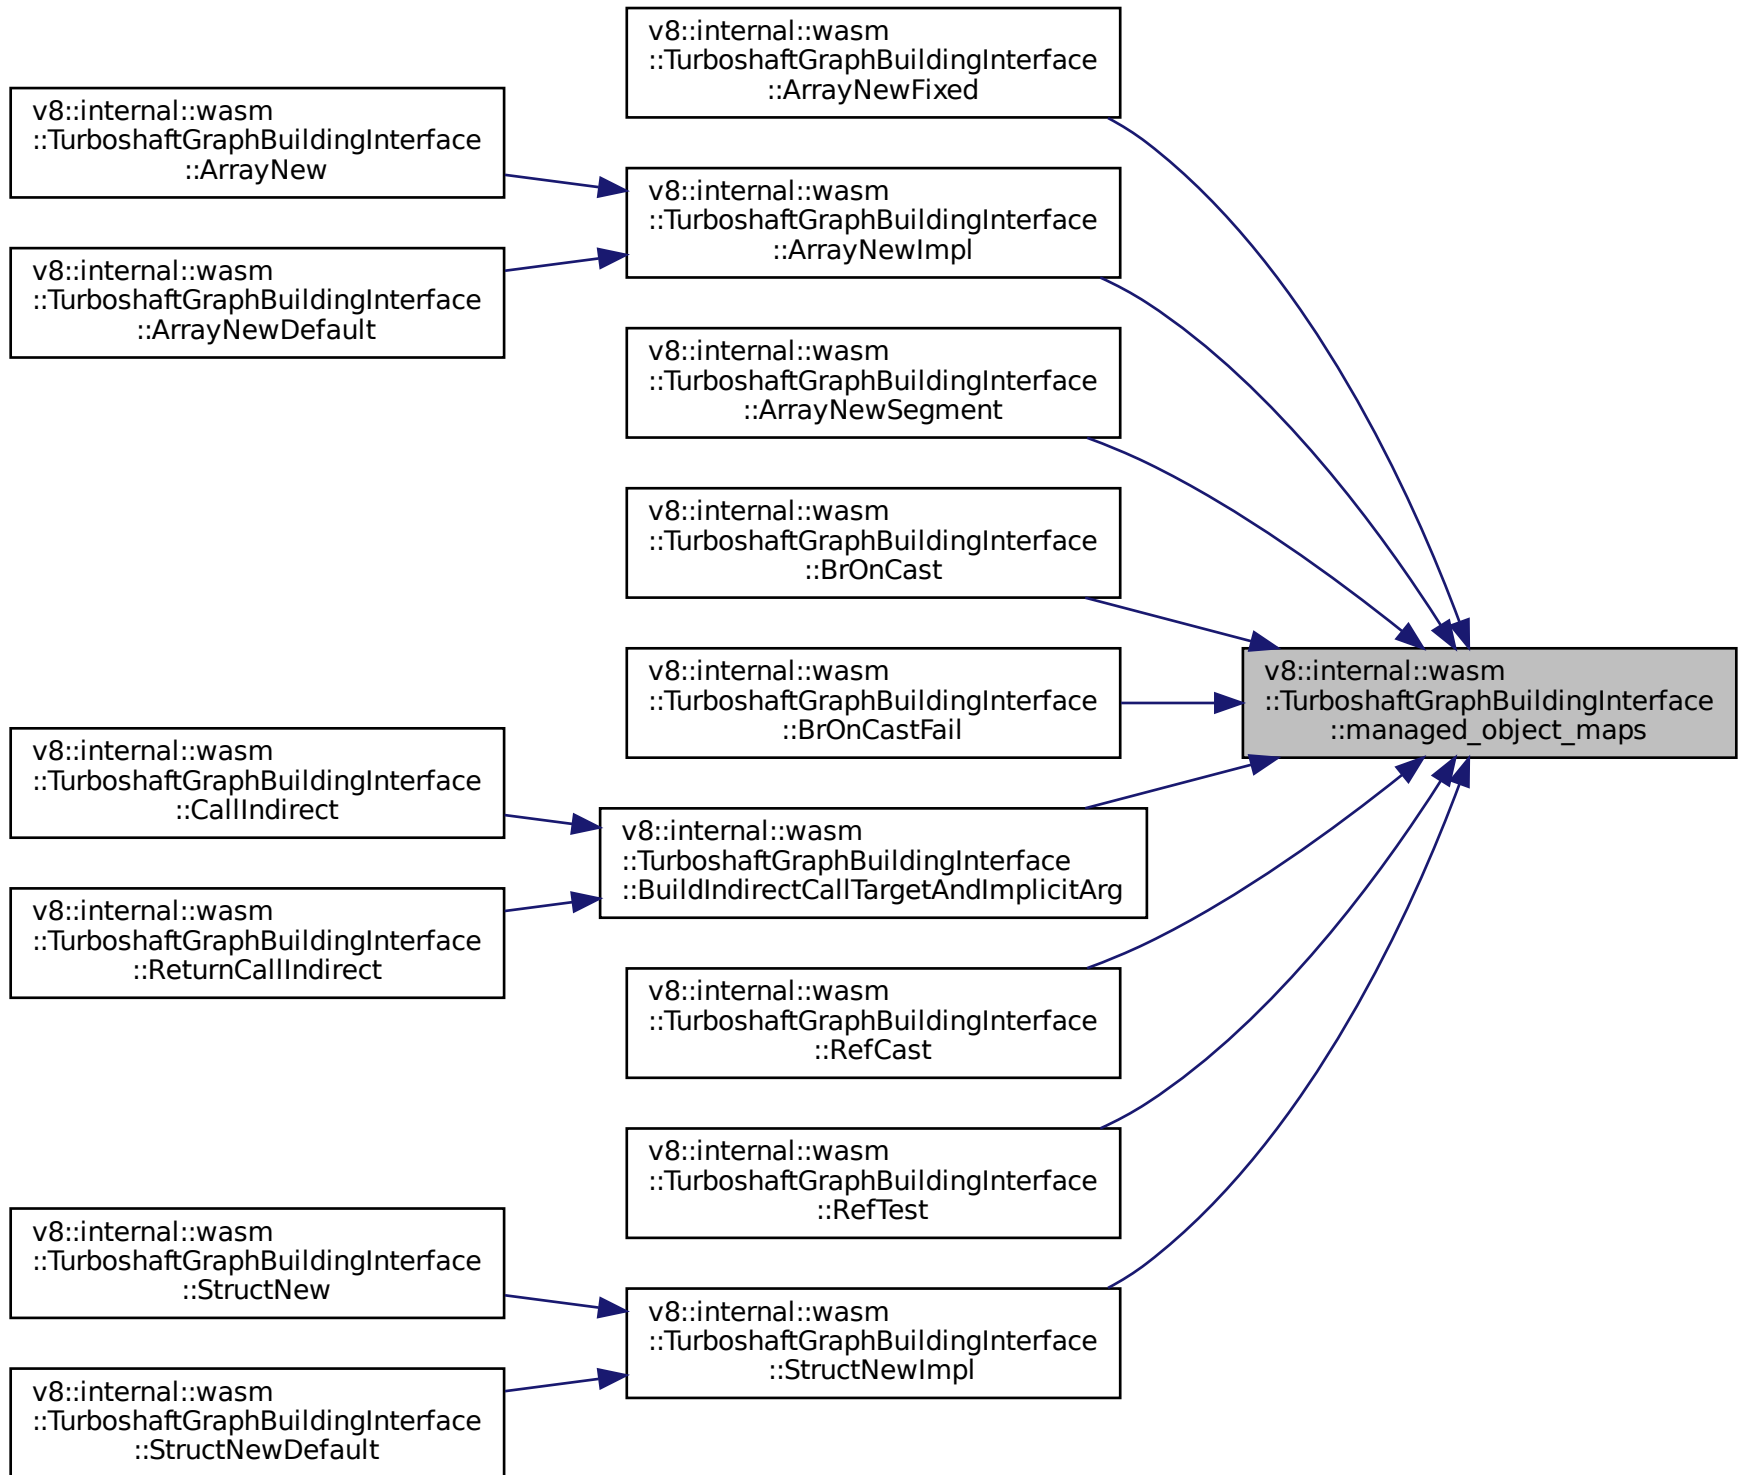 v8::internal::wasm
::TurboshaftGraphBuildingInterface
::ArrayNewFixed
v8::internal::wasm
::TurboshaftGraphBuildingInterface
::ArrayNew
v8::internal::wasm
::TurboshaftGraphBuildingInterface
::ArrayNewImpl
v8::internal::wasm
::TurboshaftGraphBuildingInterface
::ArrayNewDefault
v8::internal::wasm
::TurboshaftGraphBuildingInterface
::ArrayNewSegment
v8::internal::wasm
::TurboshaftGraphBuildingInterface
::BrOnCast
v8::internal::wasm
::TurboshaftGraphBuildingInterface
::BrOnCastFail
v8::internal::wasm
::TurboshaftGraphBuildingInterface
::managed_object_maps
v8::internal::wasm
::TurboshaftGraphBuildingInterface
::CallIndirect
v8::internal::wasm
::TurboshaftGraphBuildingInterface
::BuildIndirectCallTargetAndImplicitArg
v8::internal::wasm
::TurboshaftGraphBuildingInterface
::ReturnCallIndirect
v8::internal::wasm
::TurboshaftGraphBuildingInterface
::RefCast
v8::internal::wasm
::TurboshaftGraphBuildingInterface
::RefTest
v8::internal::wasm
::TurboshaftGraphBuildingInterface
::StructNew
v8::internal::wasm
::TurboshaftGraphBuildingInterface
::StructNewImpl
v8::internal::wasm
::TurboshaftGraphBuildingInterface
::StructNewDefault